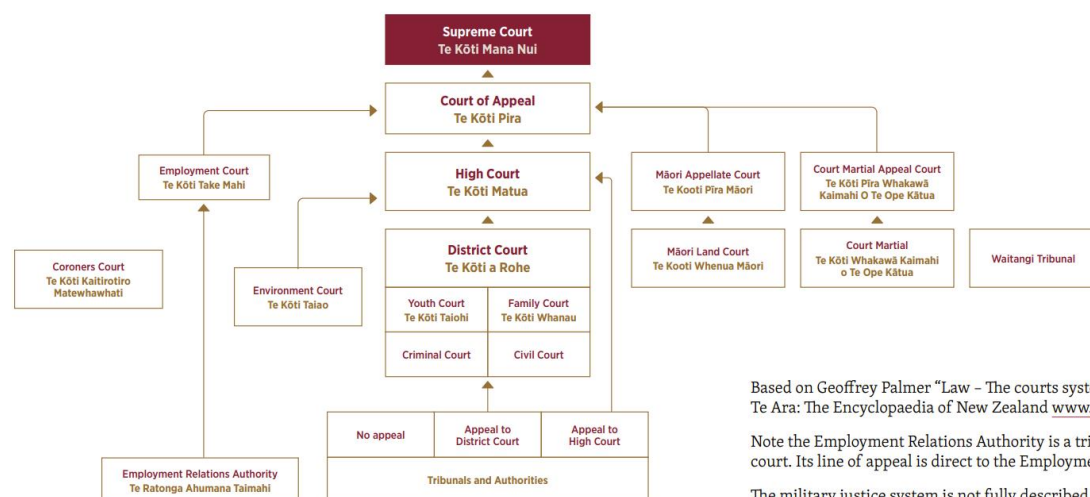 Supreme Court
Te Kōti Mana Nui
Court of Appeal
Te Kōti Pira
Employment Court
Te Kōti Take Mahi
High Court
Te Kōti Matua
Māori Appellate Court
Te Kooti Pīra Māori
Court Martial Appeal Court
Te Kōti Pīra Whakawā
Kaimahi O Te Ope Kātua
Coroners Court
Te Kōti Kaitirotiro
Matewhawhati
Environment Court
Te Kōti Taiao
District Court
Te Kōti a Rohe
Youth Court
Te Kōti Taiohi
Family Court
Te Kōti Whanau
Criminal Court
Civil Court
Māori Land Court
Te Kooti Whenua Māori
Court Martial
Te Kōti Whakawā Kaimahi
o Te Ope Kātua
Waitangi Tribunal
No appeal
Appeal to
District Court
Appeal to
High Court
Tribunals and Authorities
Employment Relations Authority
Te Ratonga Ahumana Taimahi
Based on Geoffrey Palmer “Law – The courts syst
Te Ara: The Encyclopaedia of New Zealand www.
Note the Employment Relations Authority is a tri
court. Its line of appeal is direct to the Employme
The military justice system is not fully described